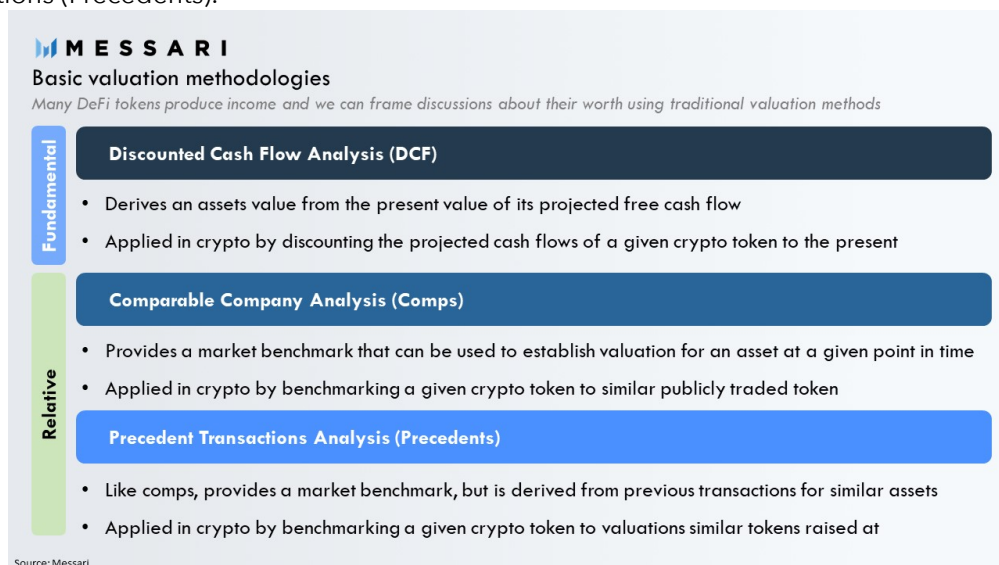 tions (Precedents).
MESSARI
Basic valuation methodologies
Many DeFi tokens produce income and we can frame discussions about their worth using traditional valuation methods
Fundamental
Discounted Cash Flow Analysis (DCF)
• Derives an assets value from the present value of its projected free cash flow
• Applied in crypto by discounting the projected cash flows of a given crypto token to the present
Relative
Comparable Company Analysis (Comps)
• Provides a market benchmark that can be used to establish valuation for an asset at a given point in time
• Applied in crypto by benchmarking a given crypto token to similar publicly traded token
Precedent Transactions Analysis (Precedents)
• Like comps, provides a market benchmark, but is derived from previous transactions for similar assets
• Applied in crypto by benchmarking a given crypto token to valuations similar tokens raised at
Source: Messari